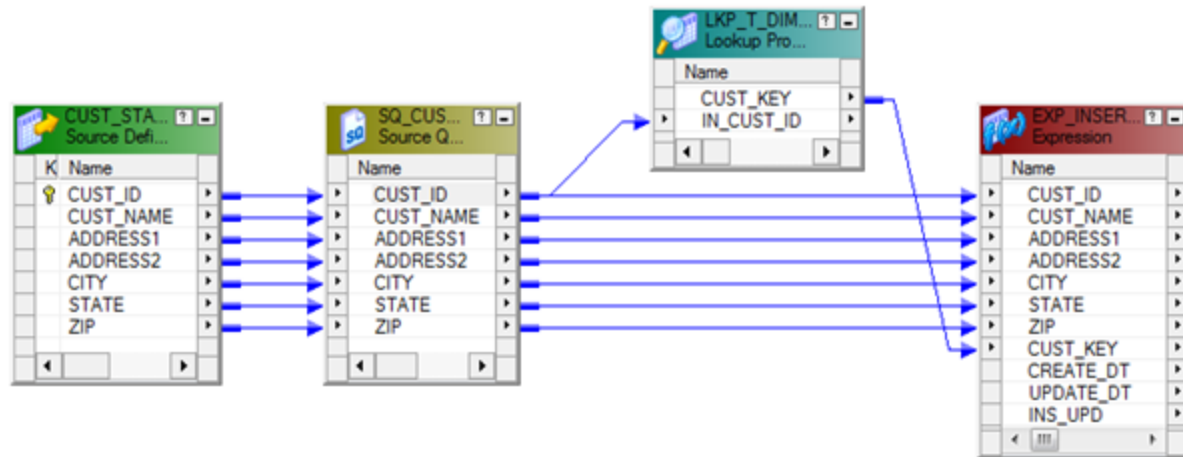 LKP_T_DIM... ?
Lookup Pro...
Name
CUST_KEY
IN_CUST_ID
CUST_STA... ?
Source Defi...
K Name
CUST_ID
CUST_NAME
ADDRESS1
ADDRESS2
CITY
STATE
ZIP
SQ_CUS... ?
SQ
Source Q...
Name
CUST_ID
CUST_NAME
ADDRESS1
ADDRESS2
CITY
STATE
ZIP
EXP_INSER... ?
f(x)
Expression
Name
CUST_ID
CUST_NAME
ADDRESS1
ADDRESS2
CITY
STATE
ZIP
CUST_KEY
CREATE_DT
UPDATE_DT
INS_UPD